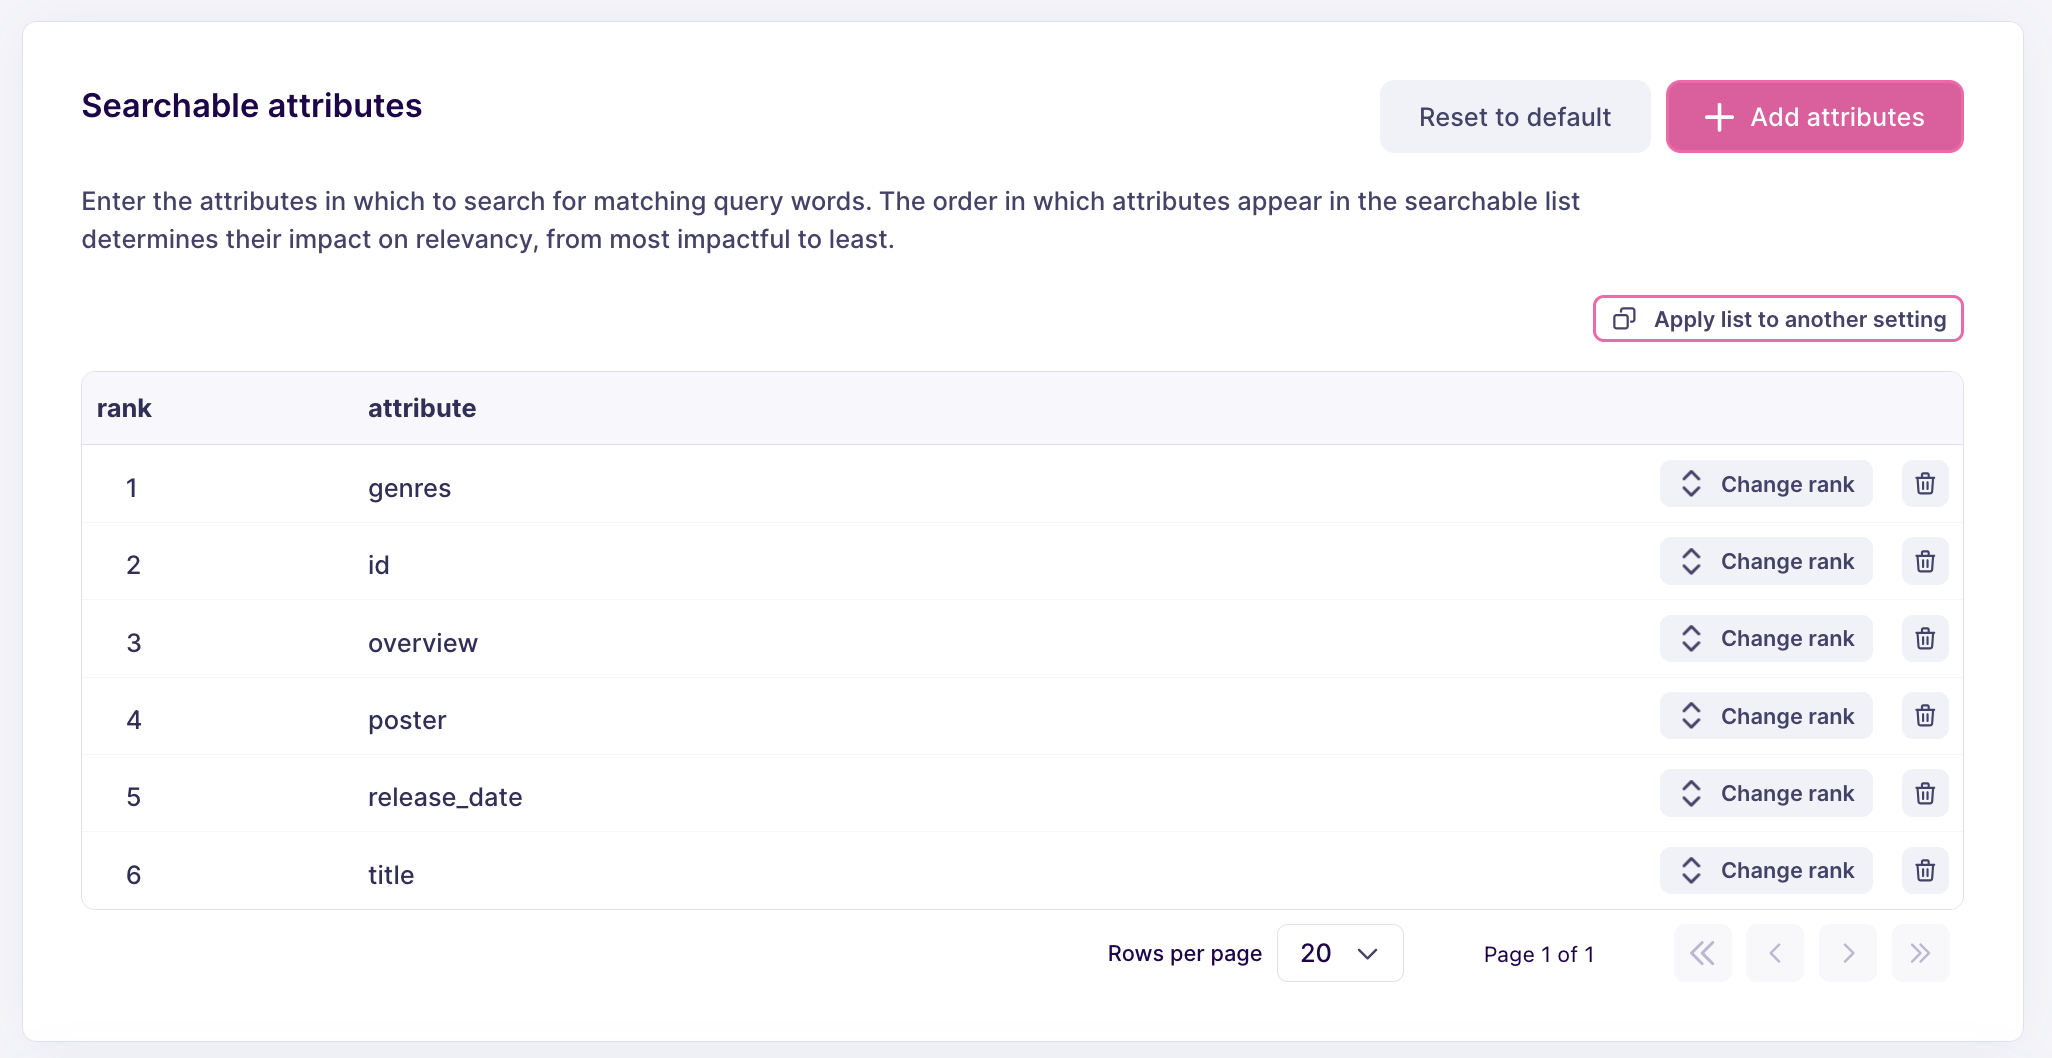 Searchable attributes
Reset to default
Add attributes
Enter the attributes in which to search for matching query words. The order in which attributes appear in the searchable list
determines their impact on relevancy, from most impactful to least.
Apply list to another setting
rank attribute
1 genres Change rank
2 id Change rank
3 overview Change rank
4 poster Change rank
5 release_date Change rank
6 title Change rank
Rows per page 20 Page 1 of 1